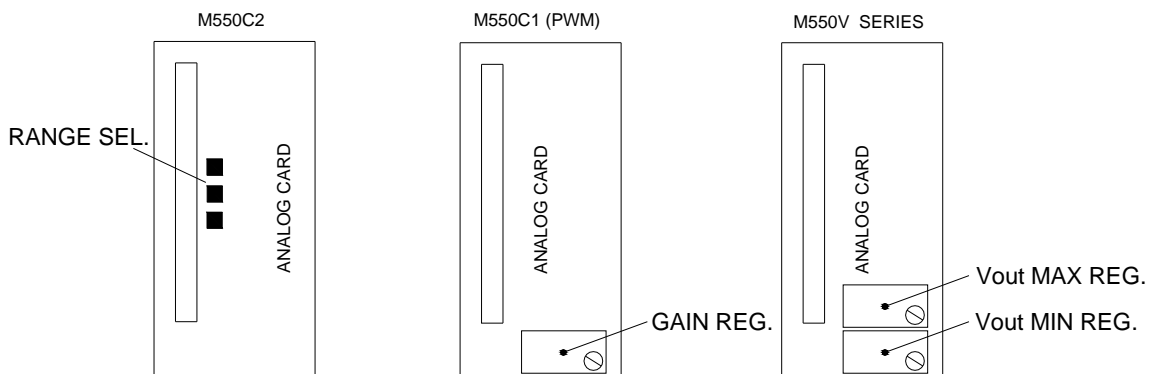 M550C2
RANGE SEL.
ANALOG CARD
M550C1 (PWM)
ANALOG CARD
GAIN REG.
M550V SERIES
ANALOG CARD
Vout MAX REG.
Vout MIN REG.